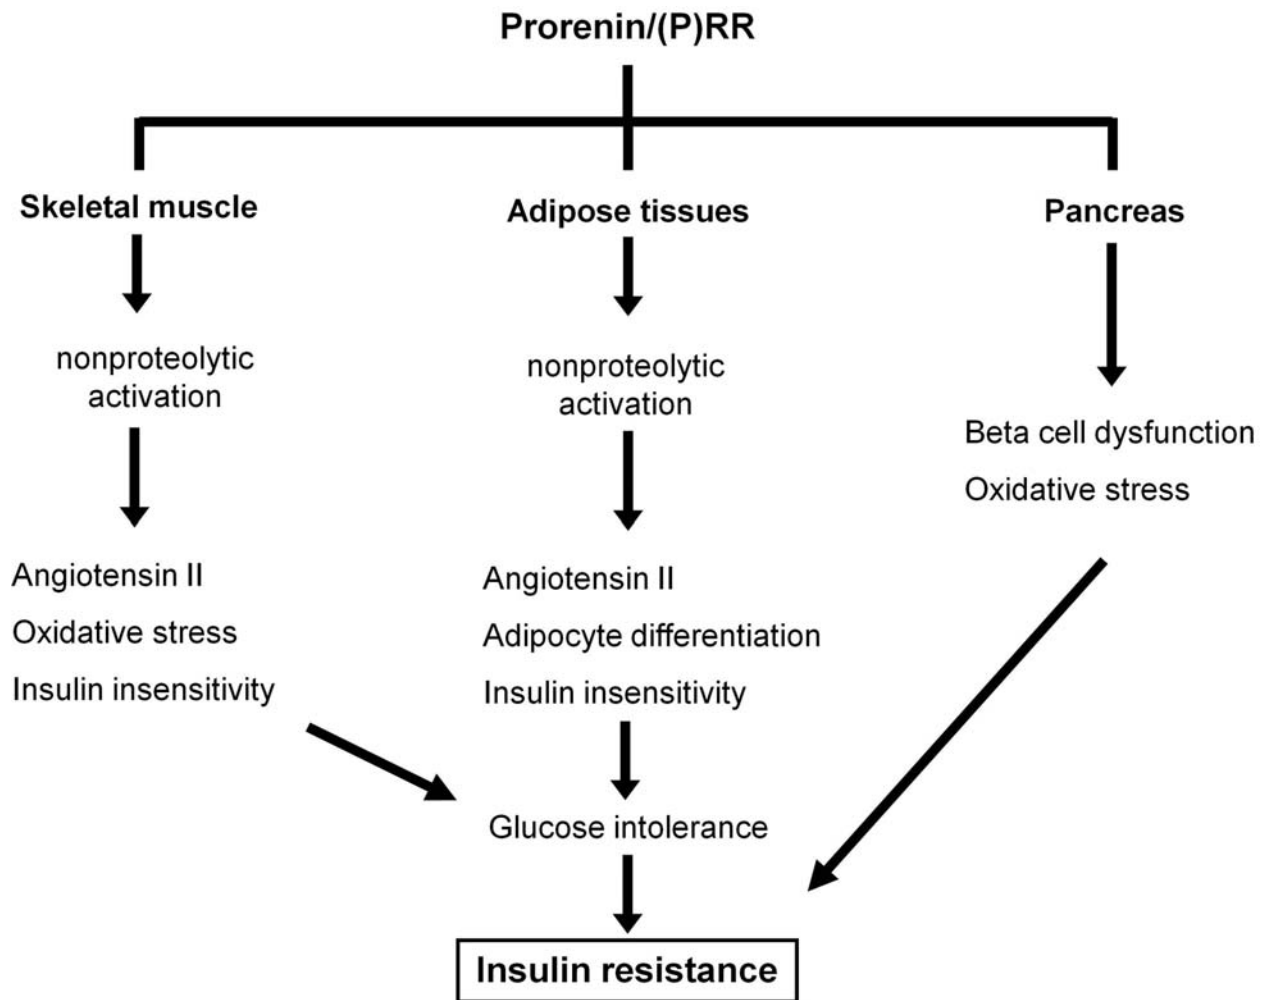 Prorenin/(P)RR
Skeletal muscle
nonproteolytic
activation
Angiotensin II
Oxidative stress
Insulin insensitivity
Adipose tissues
nonproteolytic
activation
Angiotensin II
Adipocyte differentiation
Insulin insensitivity
Pancreas
Beta cell dysfunction
Oxidative stress
Glucose intolerance
Insulin resistance